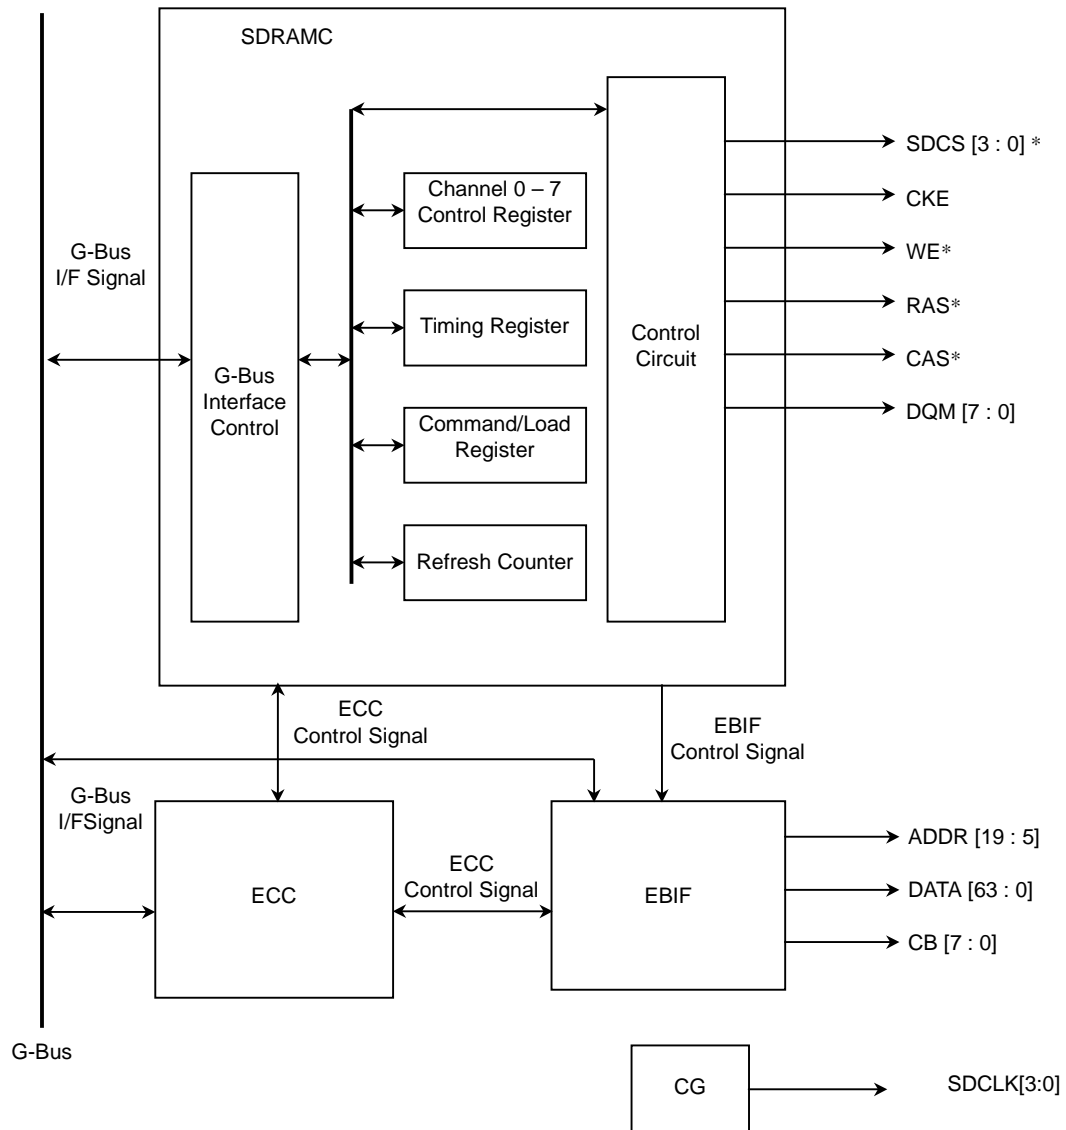 SDRAMC
SDCS [3 : 0] *
Channel 0 – 7
Control Register
CKE
G-Bus
I/F Signal
WE*
RAS*
Timing Register
Control
Circuit
CAS*
G-Bus
Interface
Control
DQM [7 : 0]
Command/Load
Register
Refresh Counter
ECC
Control Signal
EBIF
Control Signal
G-Bus
I/FSignal
ADDR [19 : 5]
ECC
Control Signal
ECC
EBIF
DATA [63 : 0]
CB [7 : 0]
G-Bus
CG
SDCLK[3:0]